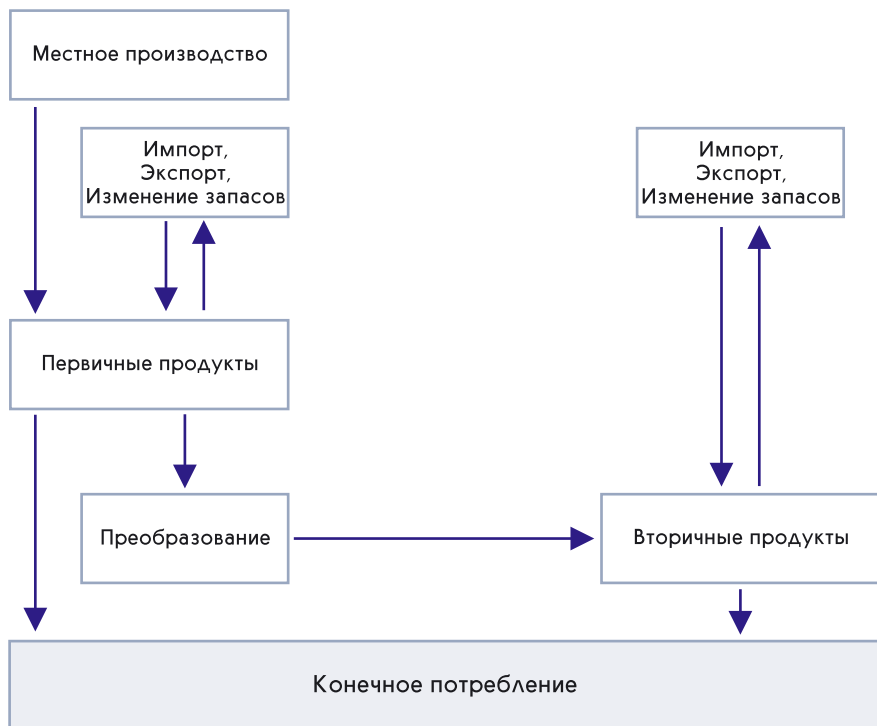 Местное производство
Импорт,
Экспорт,
Изменение запасов
Импорт,
Экспорт,
Изменение запасов
Первичные продукты
Преобразование
Вторичные продукты
Конечное потребление